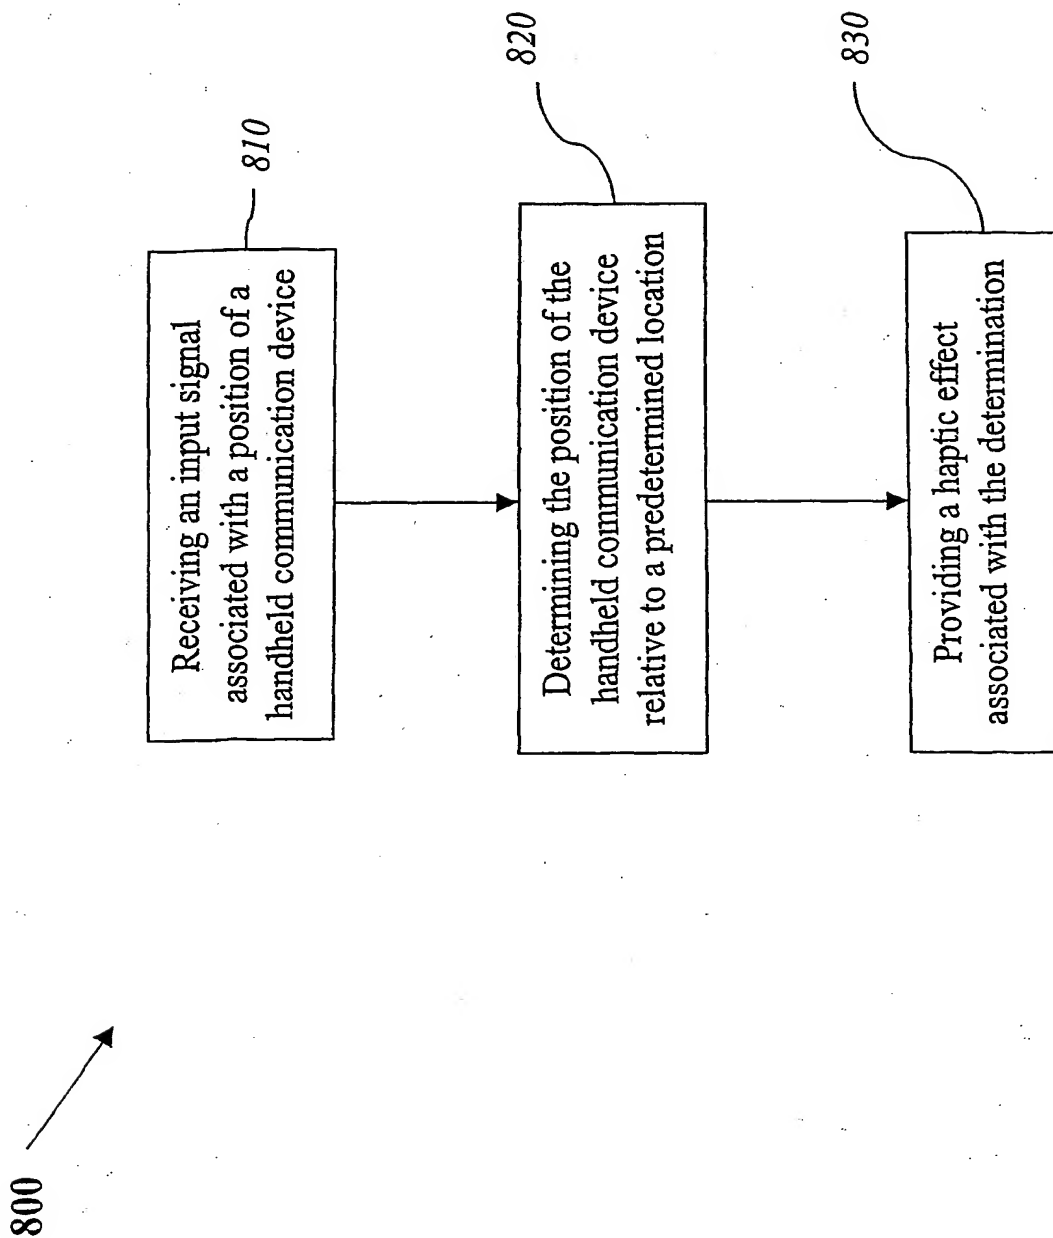 800
Receiving an input signal
associated with a position of a
handheld communication device
810
Determining the position of the
handheld communication device
relative to a predetermined location
820
Providing a haptic effect
associated with the determination
830